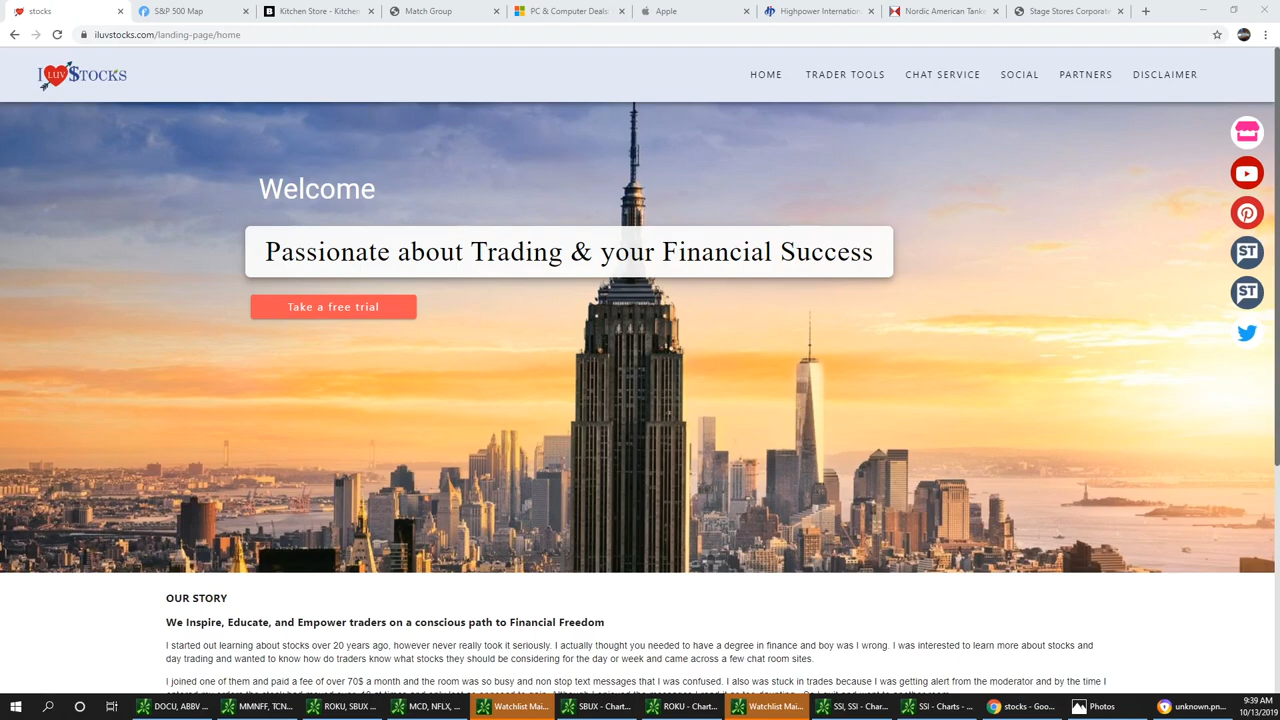 stocks
S&P 500 Map
Kitchen Store - Kitchen
Match Group
PC & Computer Deals:
Apple
Highpower Internation
Nordic American Tanke
Stage Stores Corporate
iluvstocks.com/landing-page/home
I LUV $TOCKS
HOME
TRADER TOOLS
CHAT SERVICE
SOCIAL
PARTNERS
DISCLAIMER
Welcome
Passionate about Trading & your Financial Success
Take a free trial
ST
ST
OUR STORY
We Inspire, Educate, and Empower traders on a conscious path to Financial Freedom
I started out learning about stocks over 20 years ago, however never really took it seriously. I actually thought you needed to have a degree in finance and boy was I wrong. I was interested to learn more about stocks and
day trading and wanted to know how do traders know what stocks they should be considering for the day or week and came across a few chat room sites.
I joined one of them and paid a fee of over 70$ a month and the room was so busy and non stop text messages that I was confused. I also was stuck in trades because I was getting alert from the moderator and by the time I
DOCU, ABBV ...
MMNFF, TCN...
ROKU, SBUX ...
MCD, NFLX, ...
Watchlist Mai...
SBUX - Chart...
ROKU - Chart...
Watchlist Mai...
SSI, SSI - Char...
SSI - Charts - ...
stocks - Goo...
Photos
unknown.pn...
9:39 AM
10/13/2019